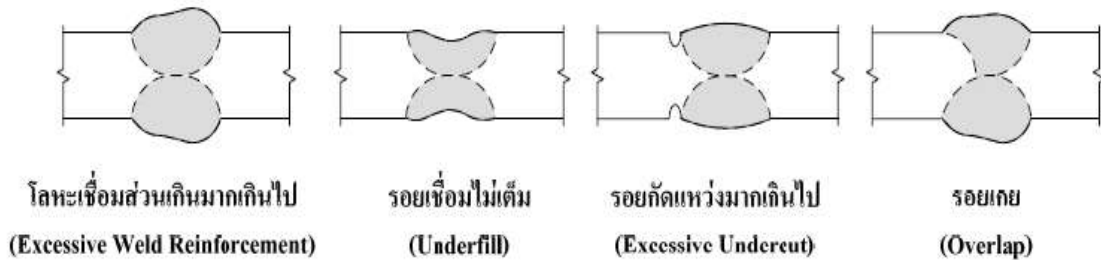 โลหะเชื่อมส่วนเกินมากเกินไป
(Excessive Weld Reinforcement)
รอยเชื่อมไม่เต็ม
(Underfill)
รอยกัดแหว่งมากเกินไป
(Excessive Undercut)
รอยเกย
(Overlap)